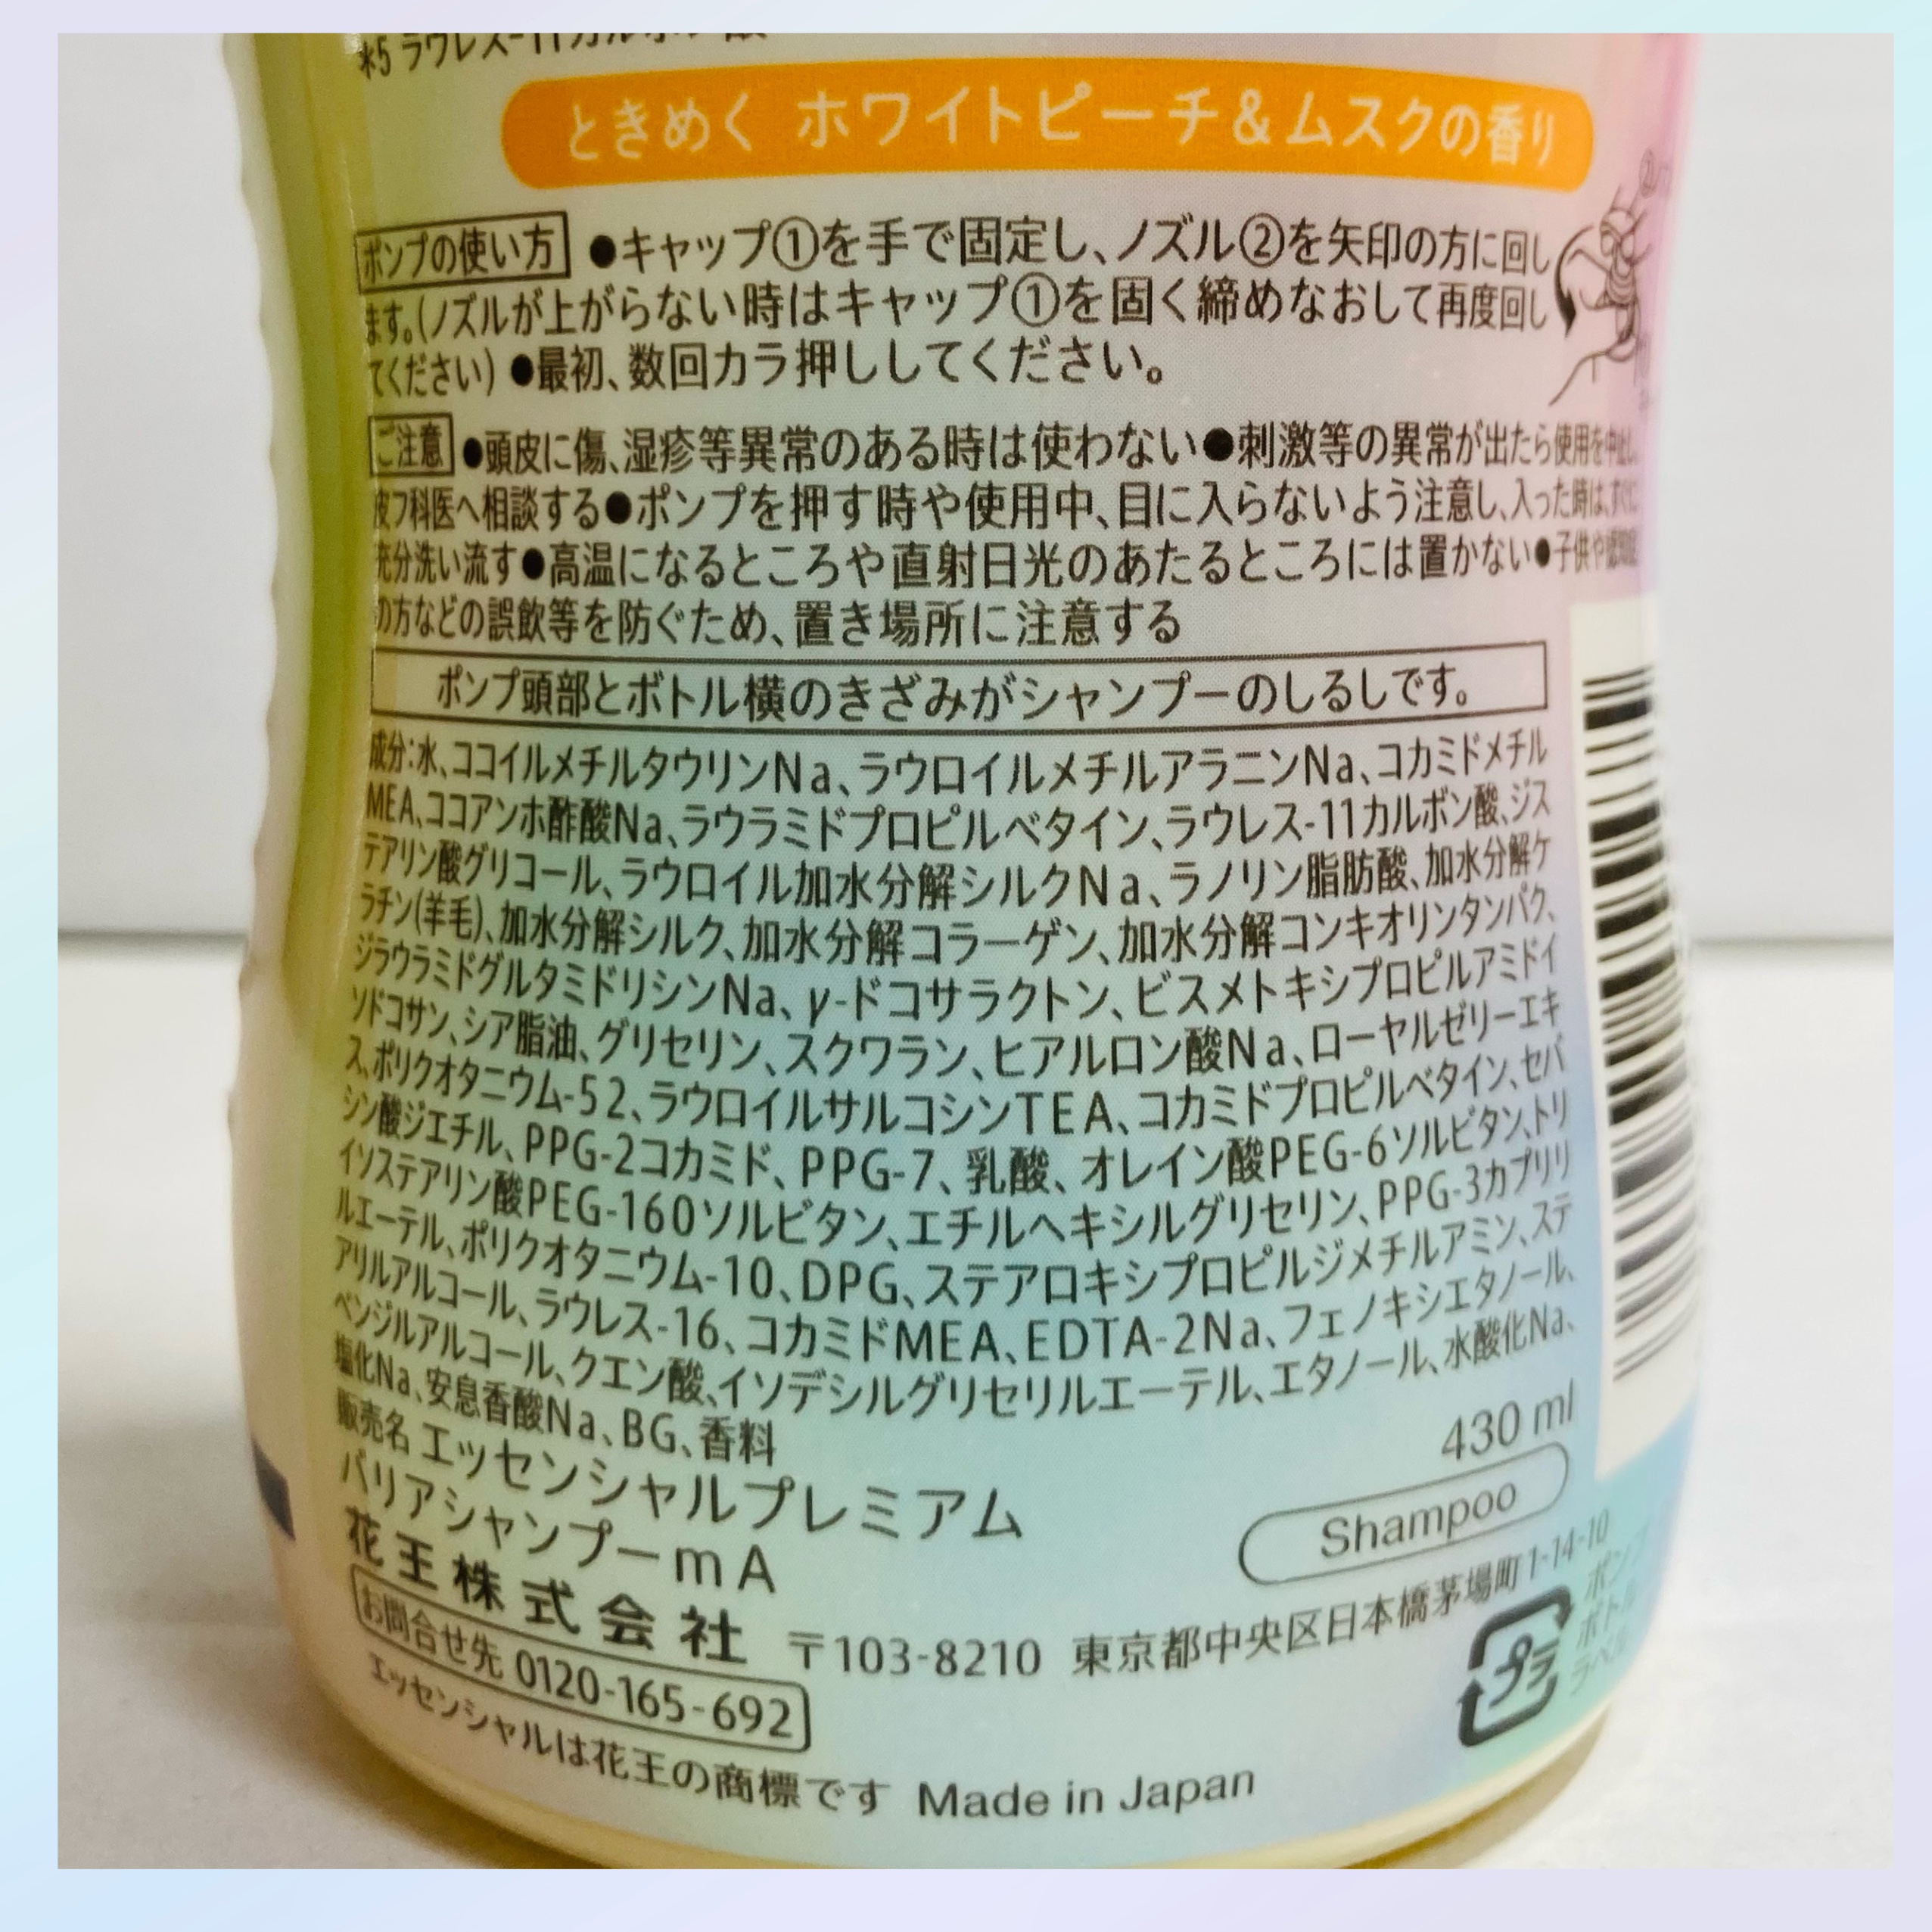 *5 ラウレス-11カルボン酸
ときめく ホワイトピーチ&ムスクの香り
ポンプの使い方 ●キャップ①を手で固定し、ノズル②を矢印の方に回し
ます。(ノズルが上がらない時はキャップ①を固く締めなおして再度回し
てください) ●最初、数回カラ押ししてください。
ご注意 ●頭皮に傷、湿疹等異常のある時は使わない●刺激等の異常が出たら使用を中止し、
皮フ科医へ相談する●ポンプを押す時や使用中、目に入らないよう注意し、入った時は、すぐに
充分洗い流す●高温になるところや直射日光のあたるところには置かない●子供や認知症
の方などの誤飲等を防ぐため、置き場所に注意する
ポンプ頭部とボトル横のきざみがシャンプーのしるしです。
成分:水、ココイルメチルタウリンNa、ラウロイルメチルアラニンNa、コカミドメチル
MEA、ココアンホ酢酸Na、ラウラミドプロピルベタイン、ラウレス-11カルボン酸、ジス
テアリン酸グリコール、ラウロイル加水分解シルクNa、ラノリン脂肪酸、加水分解ケ
ラチン(羊毛)、加水分解シルク、加水分解コラーゲン、加水分解コンキオリンタンパク、
ジラウラミドグルタミドリシンNa、γ-ドコサラクトン、ビスメトキシプロピルアミドイ
ソドコサン、シア脂油、グリセリン、スクワラン、ヒアルロン酸Na、ローヤルゼリーエキ
ス、ポリクオタニウム-52、ラウロイルサルコシンTEA、コカミドプロピルベタイン、セバ
シン酸ジエチル、PPG-2コカミド、PPG-7、乳酸、オレイン酸PEG-6ソルビタン、トリ
イソステアリン酸PEG-160ソルビタン、エチルヘキシルグリセリン、PPG-3カプリリ
ルエーテル、ポリクオタニウム-10、DPG、ステアロキシプロピルジメチルアミン、ステ
アリルアルコール、ラウレス-16、コカミドMEA、EDTA-2Na、フェノキシエタノール、
ベンジルアルコール、クエン酸、イソデシルグリセリルエーテル、エタノール、水酸化Na、
塩化Na、安息香酸Na、BG、香料
販売名 エッセンシャルプレミアム
バリアシャンプーmA
430 ml
Shampoo
花王株式会社 〒103-8210 東京都中央区日本橋茅場町1-14-10
お問合せ先 0120-165-692
プラ
ポンプ
ボトル
ラベル
エッセンシャルは花王の商標です Made in Japan